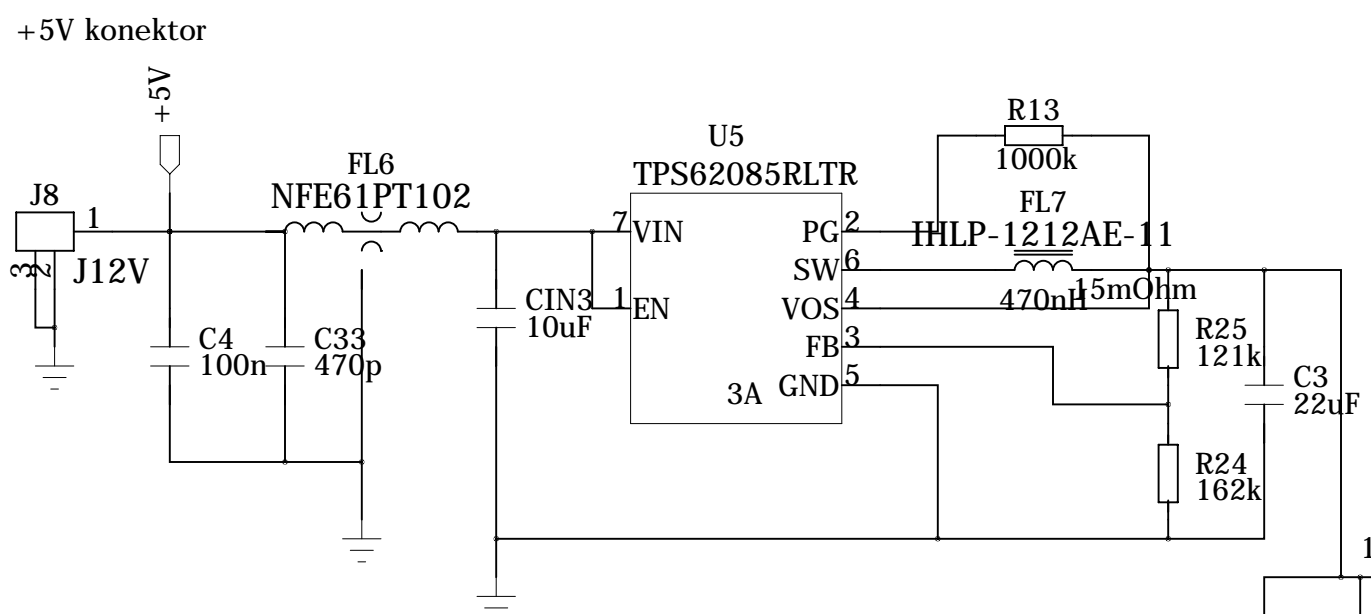 +5V konektor
+5V
R13
1000k
U5
TPS62085RLTR
FL6
NFE61PT102
FL7
IHLP-1212AE-11
J8
1
3
2
J12V
7
VIN
PG
2
SW
6
470nH
15mOhm
CIN3
10uF
1
EN
VOS
4
FB
3
3A
GND
5
C4
100n
C33
470p
R25
121k
C3
22uF
R24
162k
1